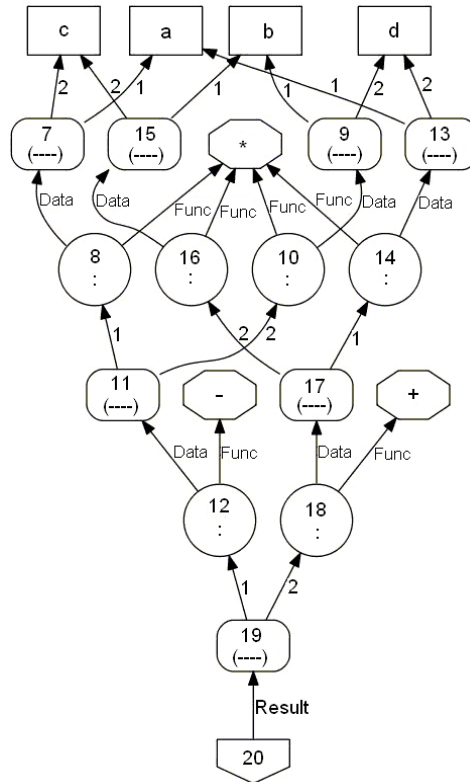 c
a
b
d
2
1
2
1
1
2
1
2
7
(----)
15
(----)
*
9
(----)
13
(----)
Data
Data
Func
Func
Func
Data
Func
Data
8
:
16
:
10
:
14
:
1
2
2
1
11
(----)
-
17
(----)
+
Data
Func
Data
Func
12
:
18
:
1
2
19
(----)
Result
20